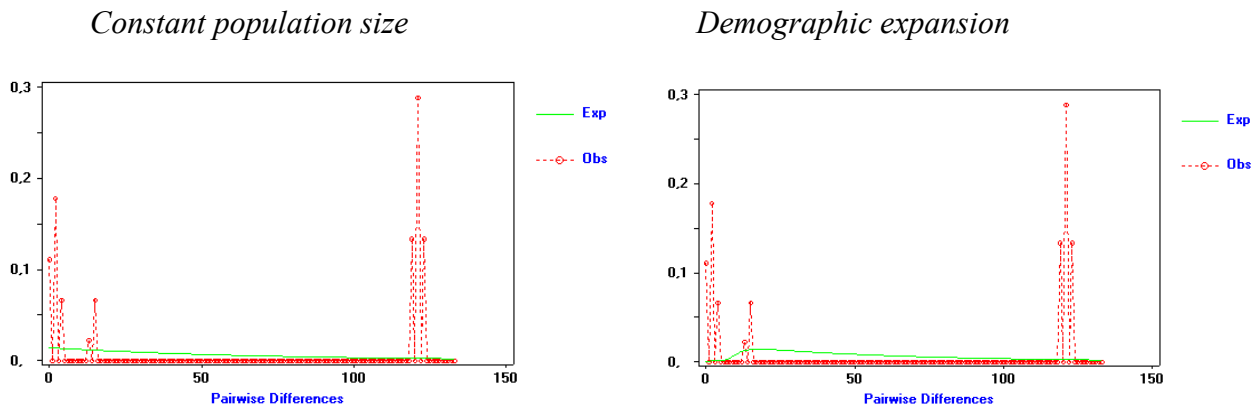 Constant population size
Demographic expansion
0,3
0,2
0,1
0,
0
50
100
150
Pairwise Differences
Exp
Obs
0,3
0,2
0,1
0,
0
50
100
150
Pairwise Differences
Exp
Obs